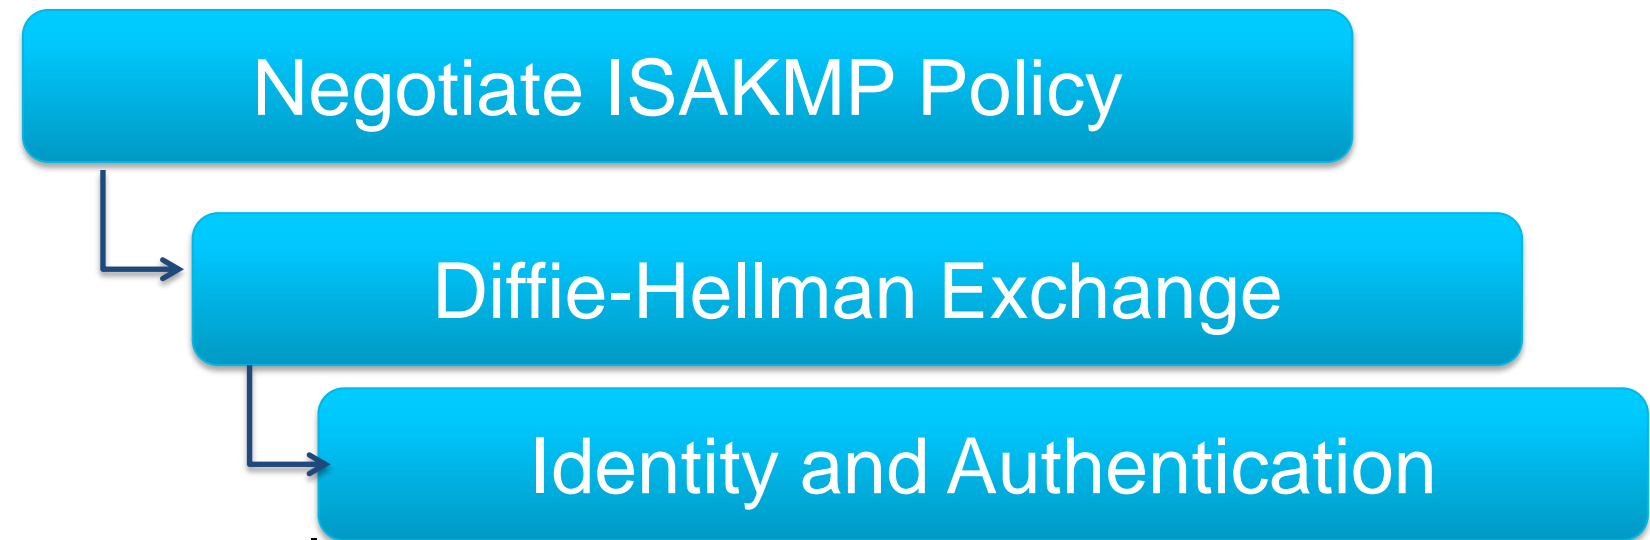 Negotiate ISAKMP Policy
Diffie-Hellman Exchange
Identity and Authentication